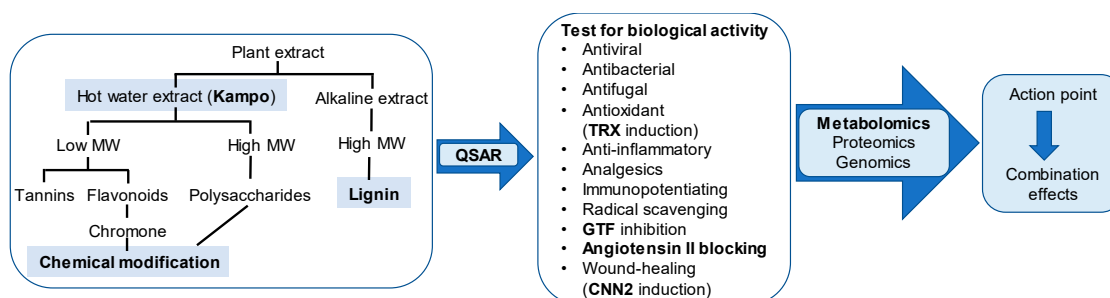 Plant extract
Hot water extract (Kampo)
Alkaline extract
Low MW
High MW
High MW
Tannins
Flavonoids
Polysaccharides
Lignin
Chromone
Chemical modification
QSAR
Test for biological activity
• Antiviral
• Antibacterial
• Antifugal
• Antioxidant
(TRX induction)
• Anti-inflammatory
• Analgesics
• Immunopotentiating
• Radical scavenging
• GTF inhibition
• Angiotensin II blocking
• Wound-healing
(CNN2 induction)
Metabolomics
Proteomics
Genomics
Action point
Combination
effects